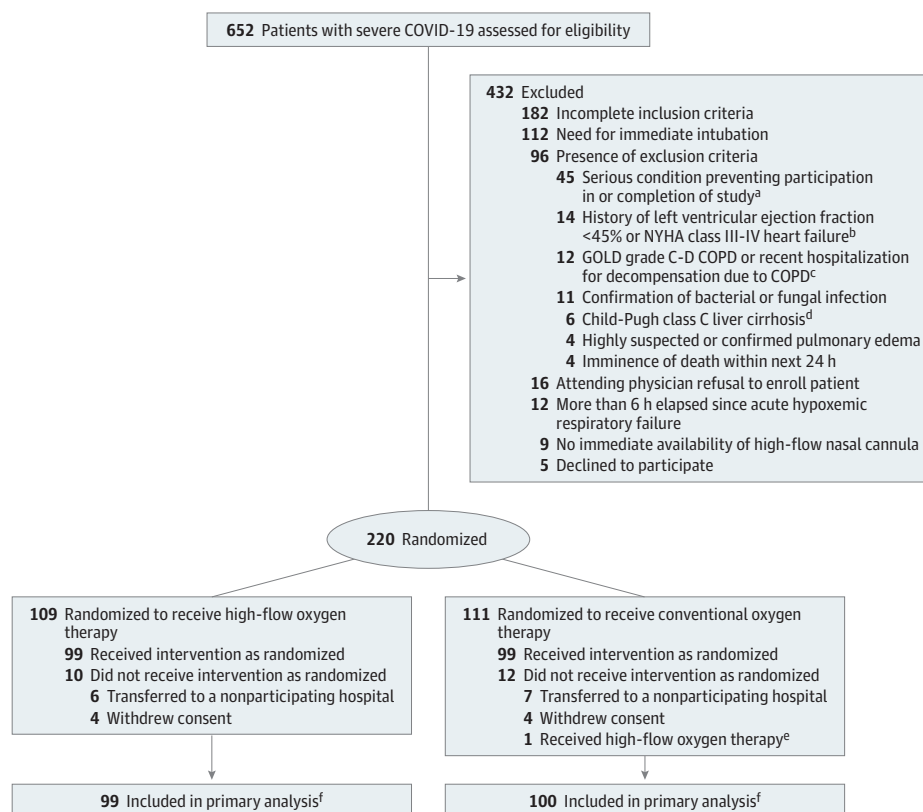 652 Patients with severe COVID-19 assessed for eligibility
432 Excluded
182 Incomplete inclusion criteria
112 Need for immediate intubation
96 Presence of exclusion criteria
45 Serious condition preventing participation
in or completion of studyᵃ
14 History of left ventricular ejection fraction
<45% or NYHA class III-IV heart failureᵇ
12 GOLD grade C-D COPD or recent hospitalization
for decompensation due to COPDᶜ
11 Confirmation of bacterial or fungal infection
6 Child-Pugh class C liver cirrhosisᵈ
4 Highly suspected or confirmed pulmonary edema
4 Imminence of death within next 24 h
16 Attending physician refusal to enroll patient
12 More than 6 h elapsed since acute hypoxemic
respiratory failure
9 No immediate availability of high-flow nasal cannula
5 Declined to participate
220 Randomized
109 Randomized to receive high-flow oxygen
therapy
99 Received intervention as randomized
10 Did not receive intervention as randomized
6 Transferred to a nonparticipating hospital
4 Withdrew consent
111 Randomized to receive conventional oxygen
therapy
99 Received intervention as randomized
12 Did not receive intervention as randomized
7 Transferred to a nonparticipating hospital
4 Withdrew consent
1 Received high-flow oxygen therapyᵉ
99 Included in primary analysisᶠ
100 Included in primary analysisᶠ